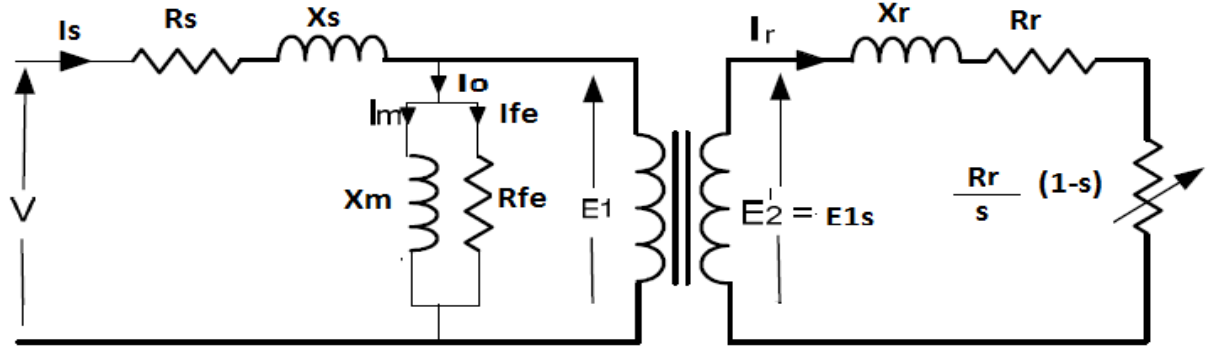 Is
Rs
Xs
Io
Im
Ife
Xm
Rfe
V
E1
E2' = E1s
Ir
Xr
Rr
Rr/s (1-s)